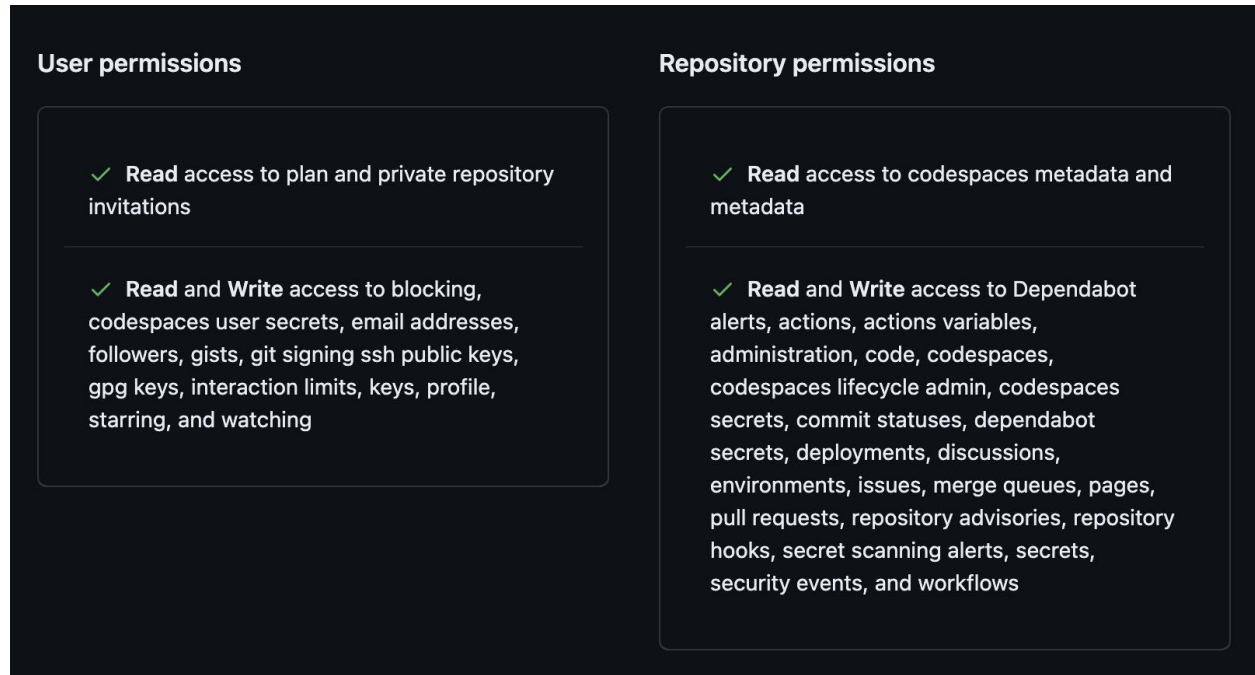 User permissions
Read access to plan and private repository
invitations
Read and Write access to blocking,
codespaces user secrets, email addresses,
followers, gists, git signing ssh public keys,
gpg keys, interaction limits, keys, profile,
starring, and watching
Repository permissions
Read access to codespaces metadata and
metadata
Read and Write access to Dependabot
alerts, actions, actions variables,
administration, code, codespaces,
codespaces lifecycle admin, codespaces
secrets, commit statuses, dependabot
secrets, deployments, discussions,
environments, issues, merge queues, pages,
pull requests, repository advisories, repository
hooks, secret scanning alerts, secrets,
security events, and workflows